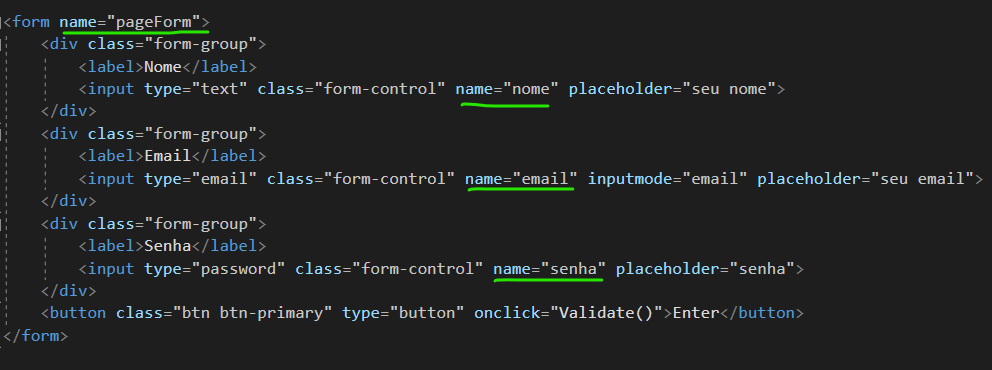 <form name="pageForm">
<div class="form-group">
<label>Nome</label>
<input type="text" class="form-control" name="nome" placeholder="seu nome">
</div>
<div class="form-group">
<label>Email</label>
<input type="email" class="form-control" name="email" inputmode="email" placeholder="seu email">
</div>
<div class="form-group">
<label>Senha</label>
<input type="password" class="form-control" name="senha" placeholder="senha">
</div>
<button class="btn btn-primary" type="button" onclick="Validate()">Enter</button>
</form>